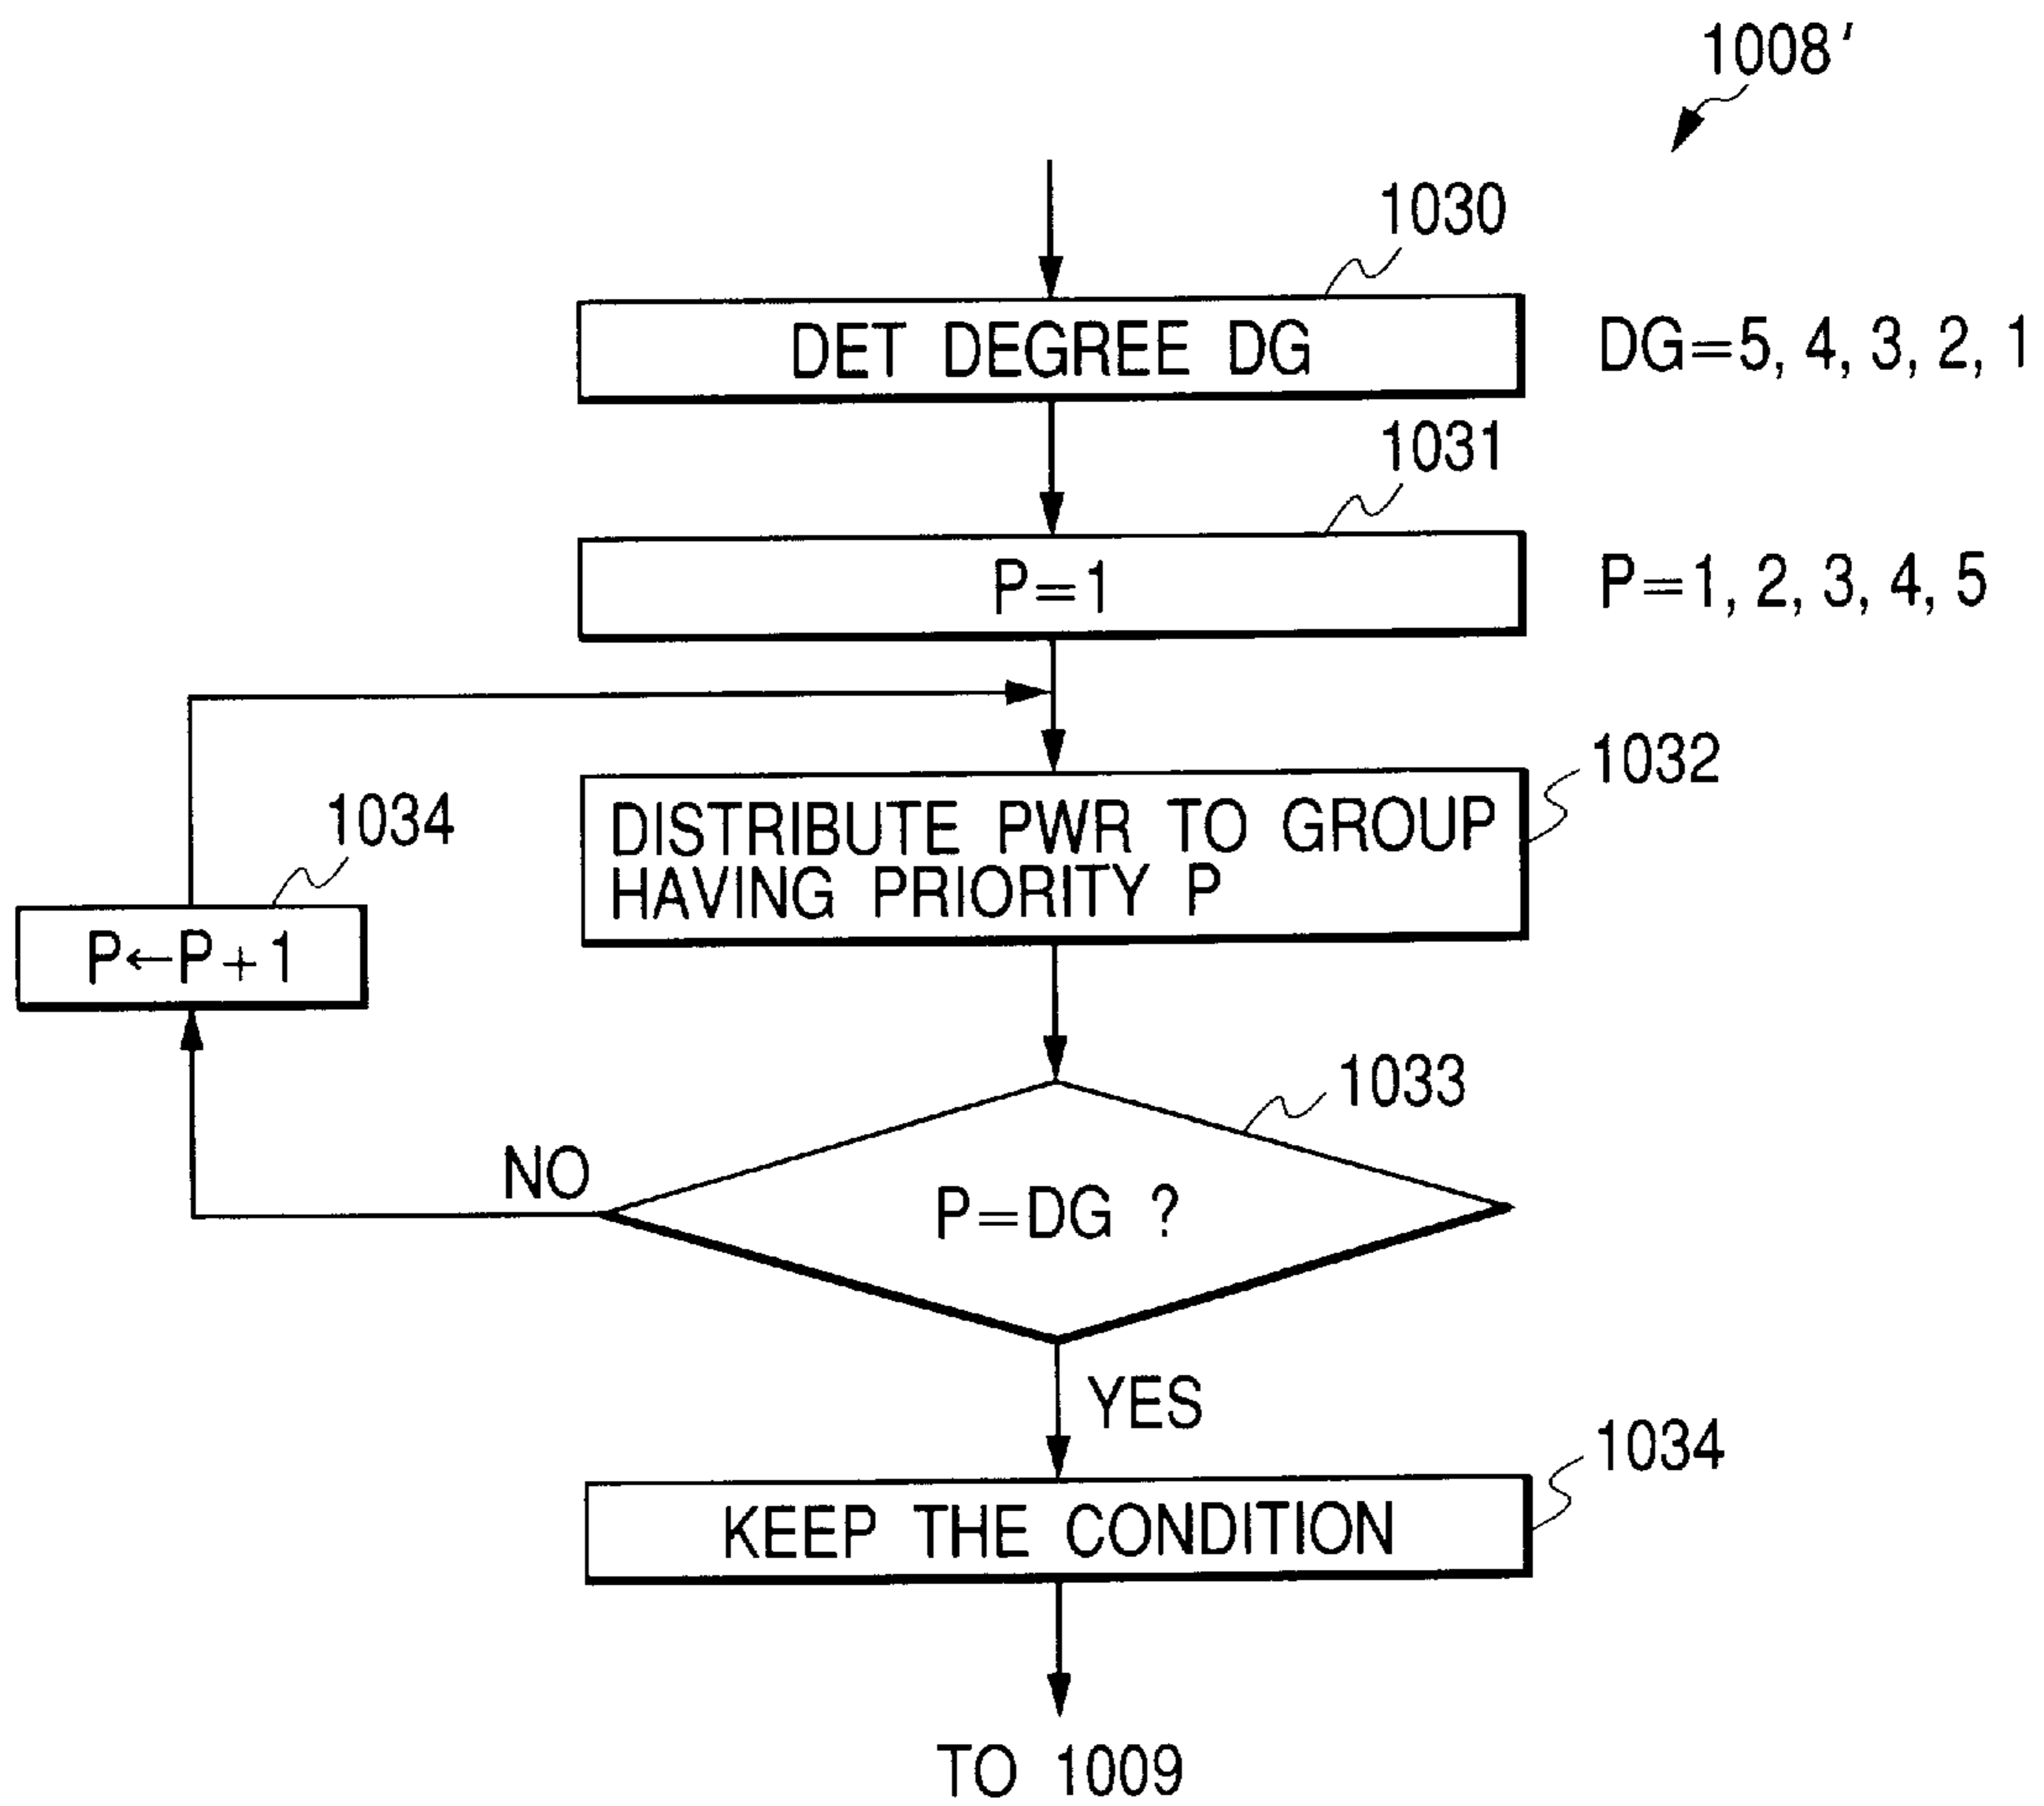 1008'
1030
DET DEGREE DG
DG=5, 4, 3, 2, 1
1031
P=1
P=1, 2, 3, 4, 5
1032
DISTRIBUTE PWR TO GROUP
HAVING PRIORITY P
1034
P←P+1
1033
NO
P=DG ?
YES
1034
KEEP THE CONDITION
TO 1009